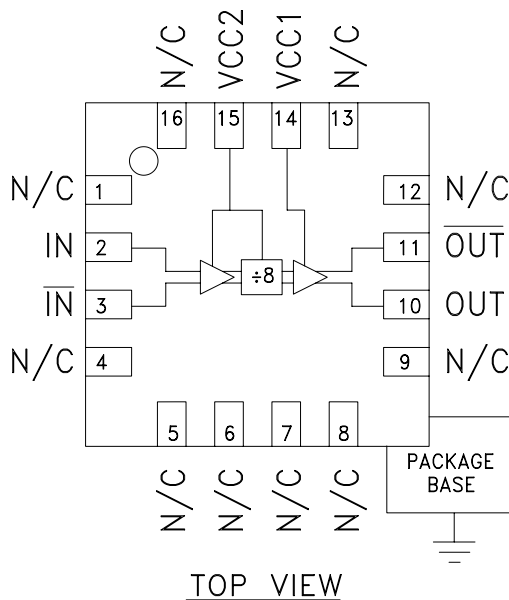 N/C VCC2 VCC1 N/C
16 15 14 13
N/C 1 12 N/C
IN 2 11 OUT
÷8
IN 3 10 OUT
N/C 4 9 N/C
5 6 7 8
N/C N/C N/C N/C
PACKAGE
BASE
TOP VIEW